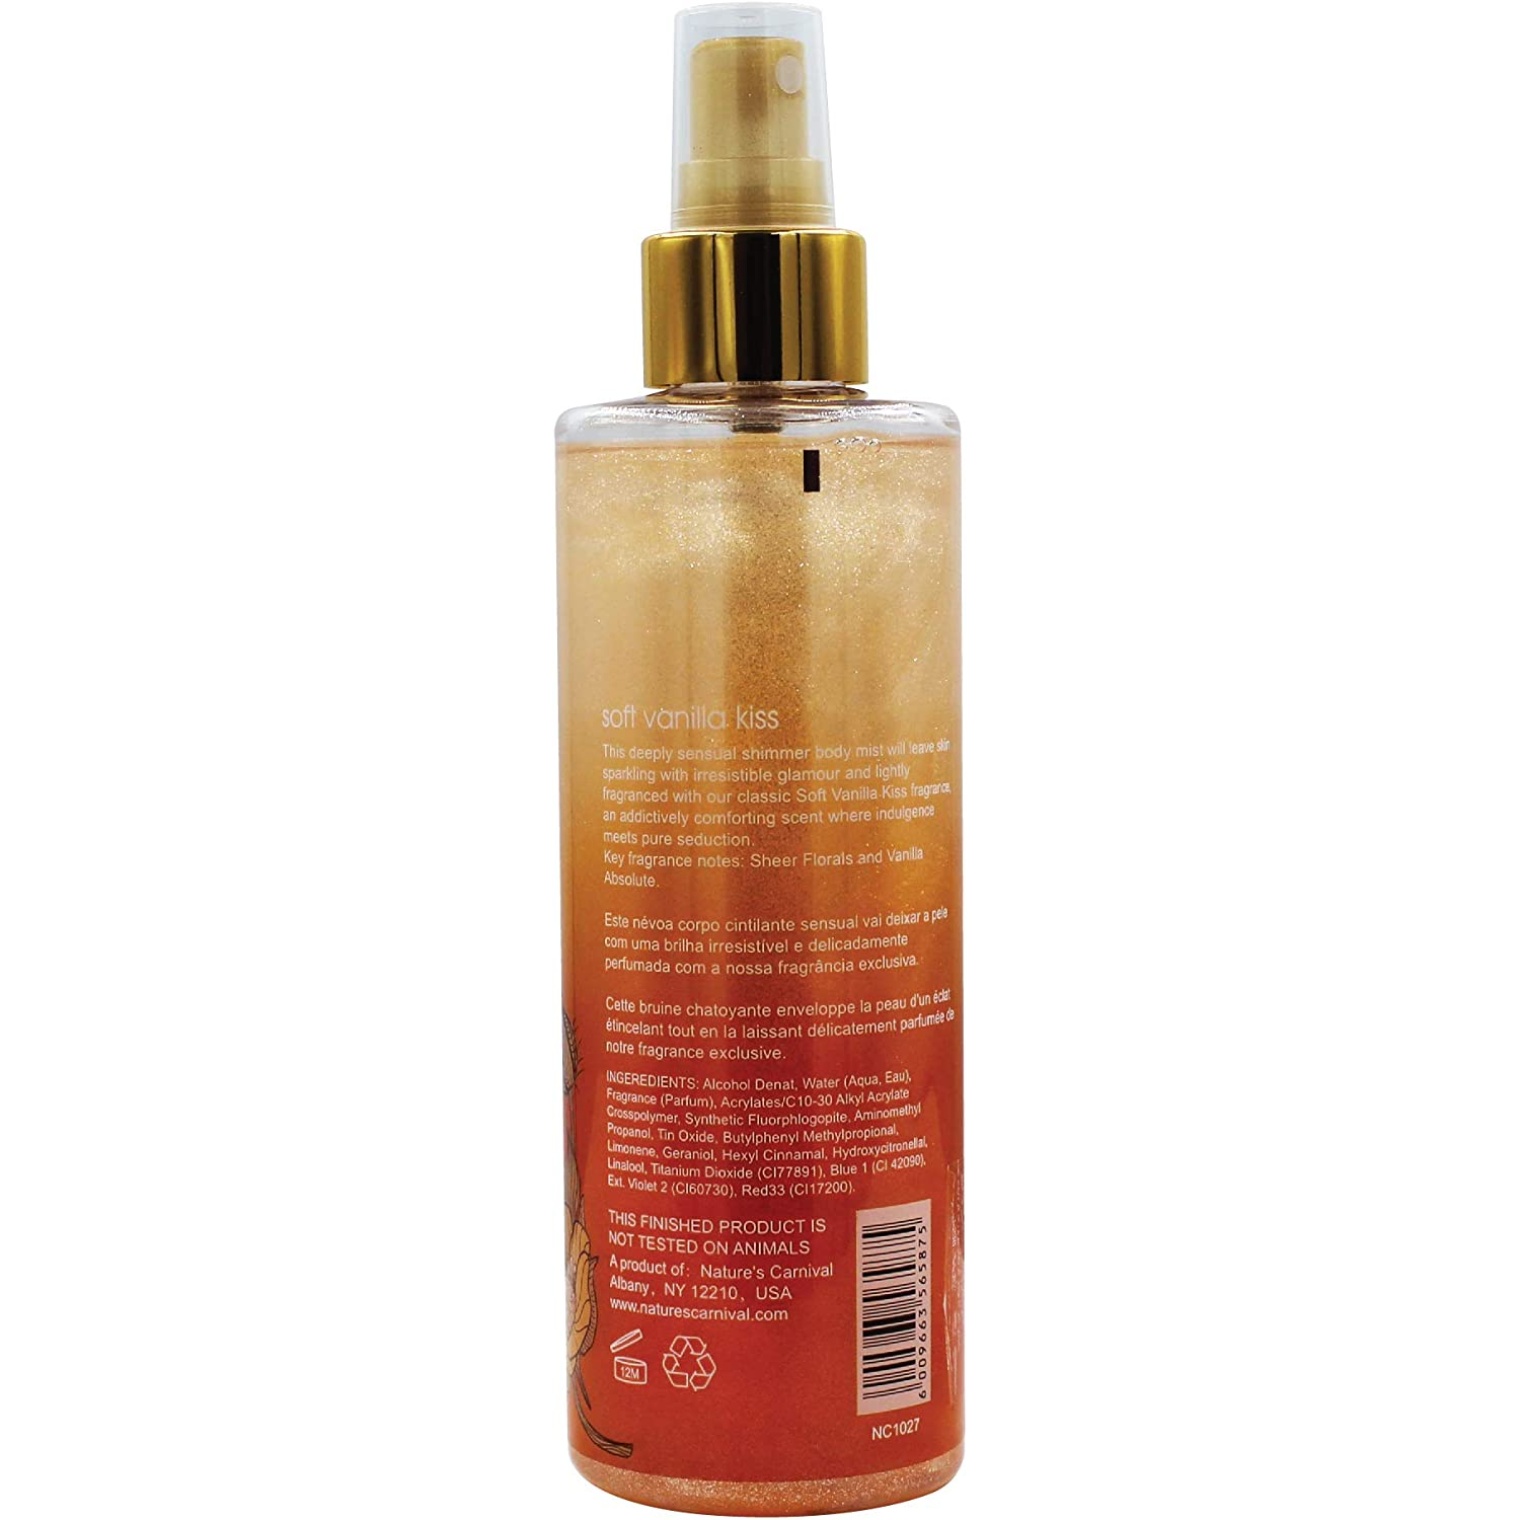 soft vanilla kiss
This deeply sensual shimmer body mist will leave skin
sparkling with irresistible glamour and lightly
fragranced with our classic Soft Vanilla Kiss fragrance,
an addictively comforting scent where indulgence
meets pure seduction.
Key fragrance notes: Sheer Florals and Vanilla
Absolute.
Este névoa corpo cintilante sensual vai deixar a pele
com uma brilha irresistível e delicadamente
perfumada com a nossa fragrância exclusiva.
Cette bruine chatoyante enveloppe la peau d'un éclat
étincelant tout en la laissant délicatement parfumée de
notre fragrance exclusive.
INGEREDIENTS: Alcohol Denat, Water (Aqua, Eau),
Fragrance (Parfum), Acrylates/C10-30 Alkyl Acrylate
Crosspolymer, Synthetic Fluorphlogopite, Aminomethyl
Propanol, Tin Oxide, Butylphenyl Methylpropional,
Limonene, Geraniol, Hexyl Cinnamal, Hydroxycitronellal,
Linalool, Titanium Dioxide (CI77891), Blue 1 (CI 42090),
Ext. Violet 2 (CI60730), Red33 (CI17200).
THIS FINISHED PRODUCT IS
NOT TESTED ON ANIMALS
A product of: Nature's Carnival
Albany, NY 12210, USA
www.naturescarnival.com
12M
6 009663 565875
NC1027